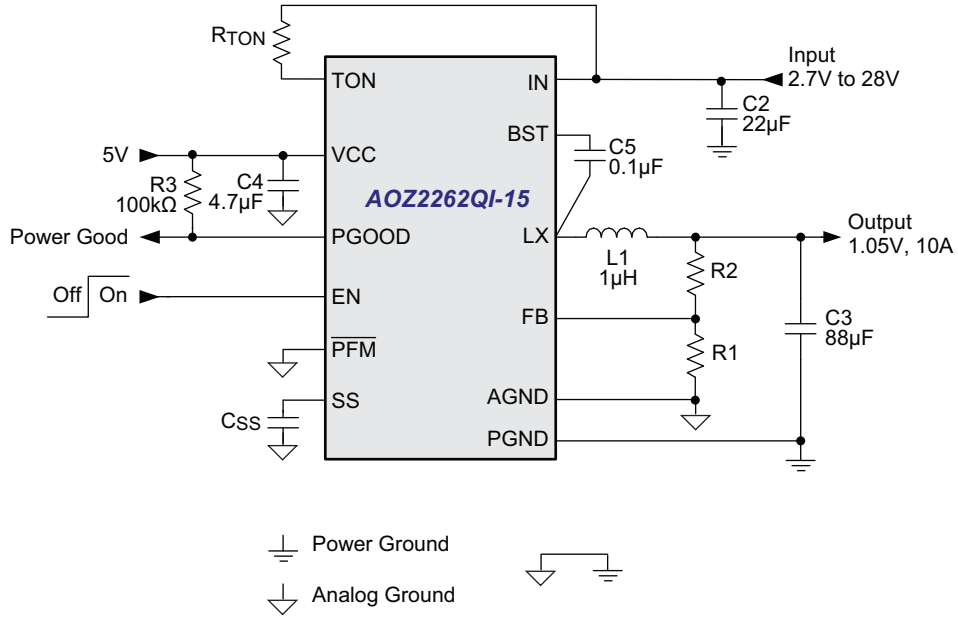 RTON
Input
2.7V to 28V
TON
IN
C2
22µF
BST
C5
0.1µF
5V
VCC
R3
100kΩ
C4
4.7µF
AOZ2262QI-15
Power Good
PGOOD
LX
L1
1µH
Output
1.05V, 10A
R2
Off
On
EN
FB
C3
88µF
PFM
R1
SS
AGND
CSS
PGND
Power Ground
Analog Ground